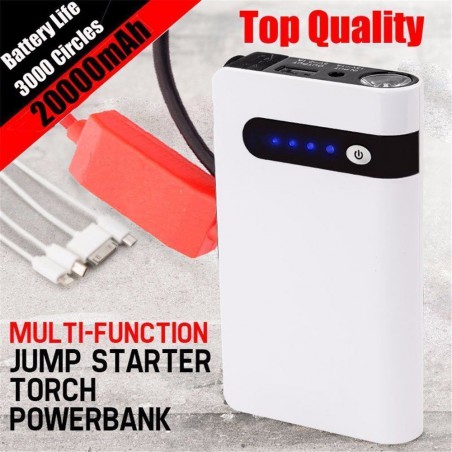 Battery Life
3000 Circles
20000mAh
Top Quality
MULTI-FUNCTION
JUMP STARTER
TORCH
POWERBANK